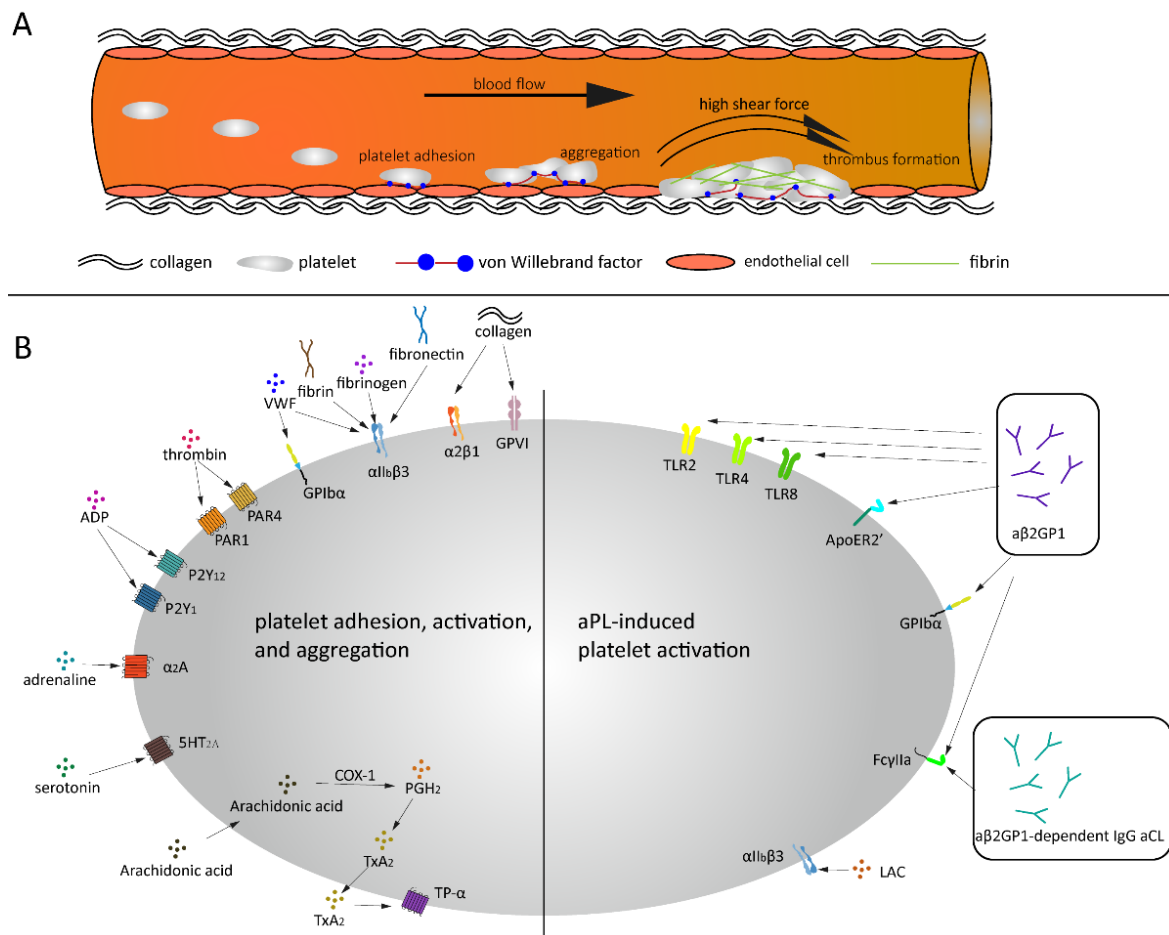 A
blood flow
high shear force
platelet adhesion
aggregation
thrombus formation
collagen
platelet
von Willebrand factor
endothelial cell
fibrin
B
collagen
fibronectin
fibrinogen
fibrin
VWF
thrombin
ADP
adrenaline
serotonin
Arachidonic acid
α2β1
GPVI
αIIbβ3
GPIbα
PAR4
PAR1
P2Y12
P2Y1
α2A
5HT2A
platelet adhesion, activation,
and aggregation
Arachidonic acid
COX-1
PGH2
TxA2
TxA2
TP-α
aPL-induced
platelet activation
TLR2
TLR4
TLR8
ApoER2′
GPIbα
FcγIIa
αIIbβ3
LAC
aβ2GP1
aβ2GP1-dependent IgG aCL